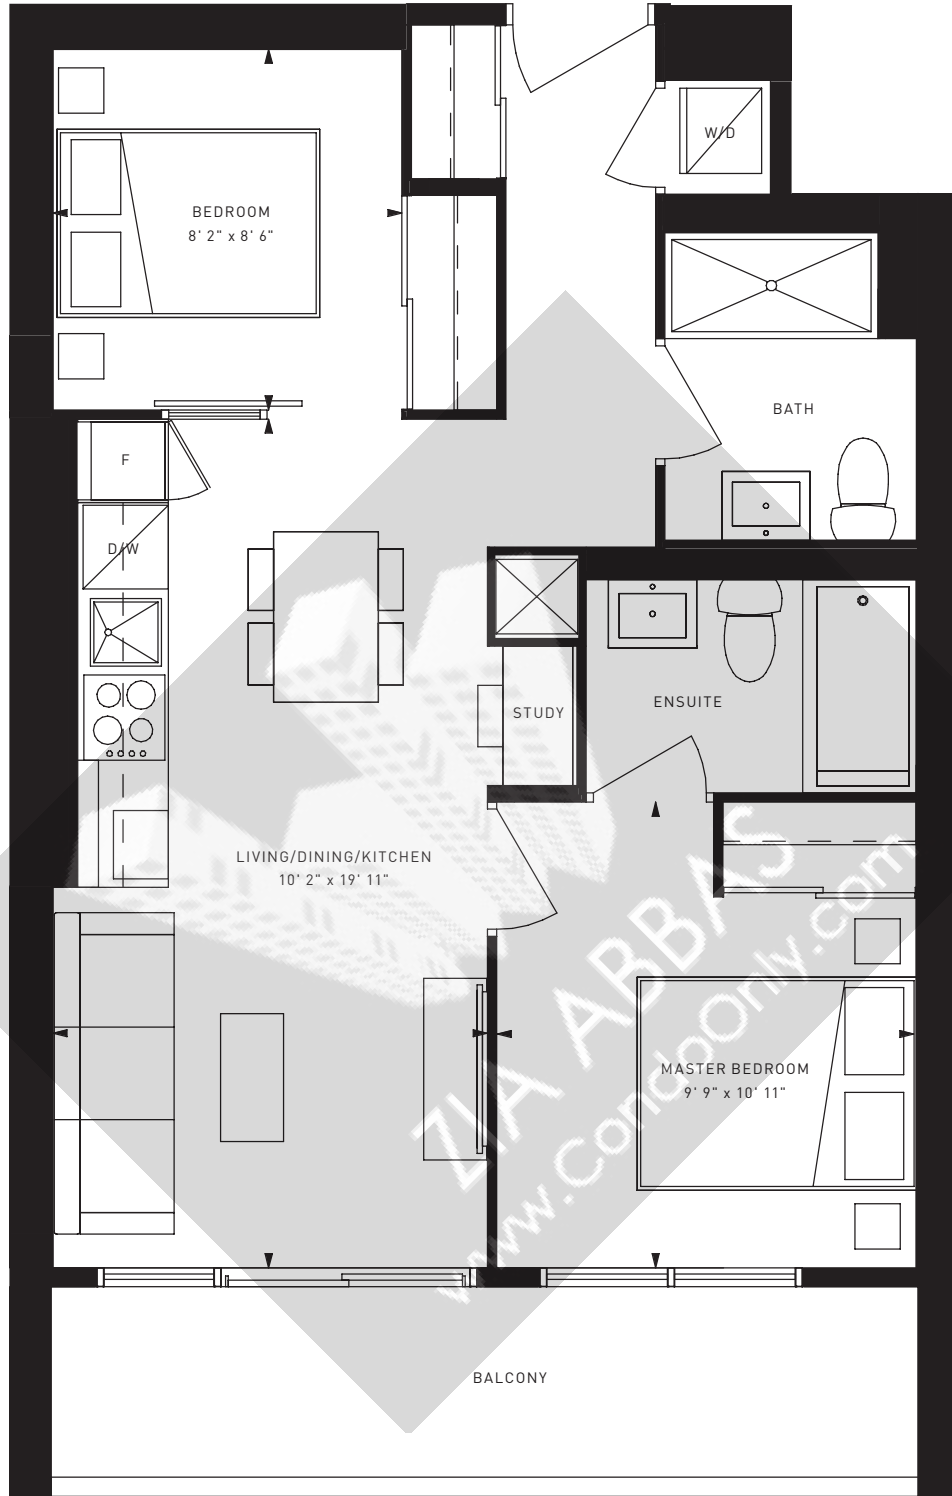 W/D
BEDROOM
8' 2" x 8' 6"
BATH
F
D/W
ENSUITE
STUDY
LIVING/DINING/KITCHEN
10' 2" x 19' 11"
ZIA ABBAS
www.CondoOnly.com
MASTER BEDROOM
9' 9" x 10' 11"
BALCONY